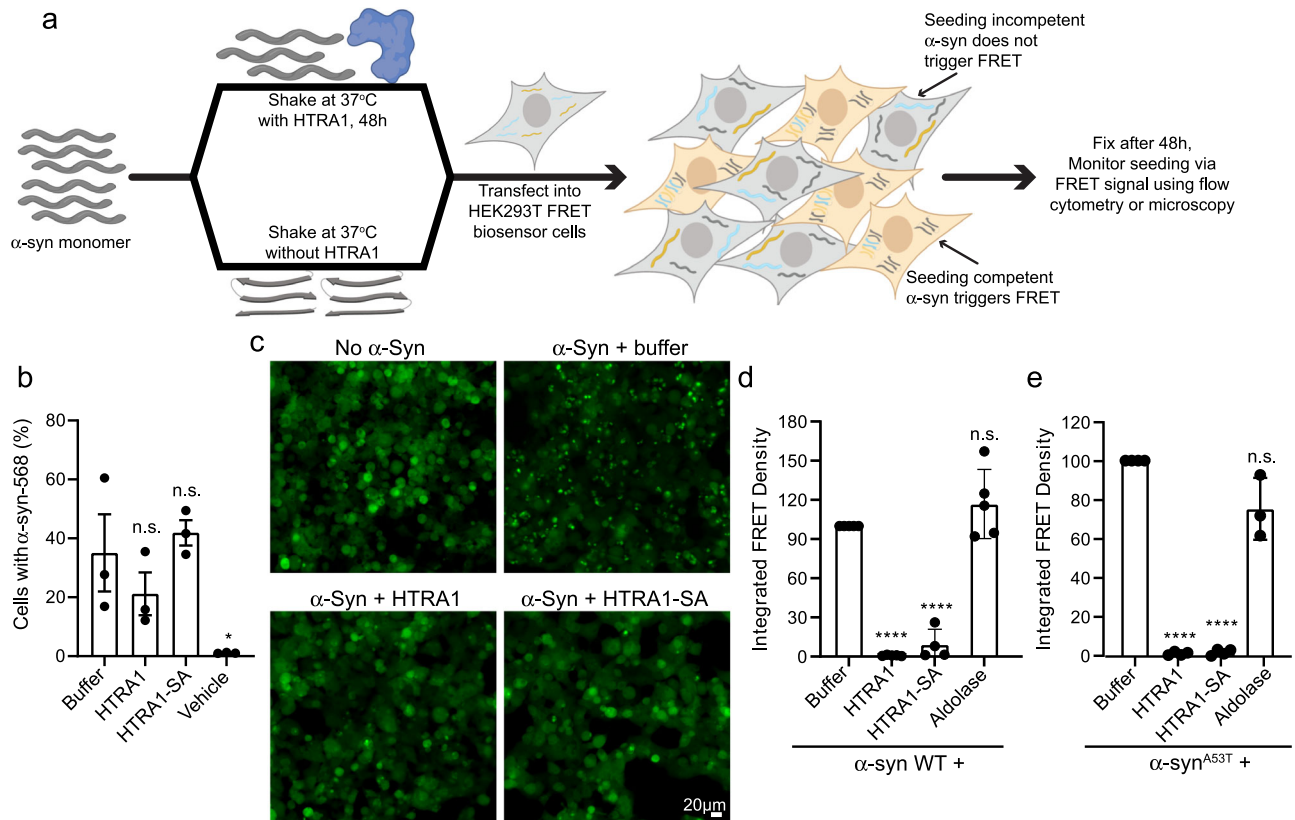 a
α-syn monomer
Shake at 37°C
with HTRA1, 48h
Shake at 37°C
without HTRA1
Transfect into
HEK293T FRET
biosensor cells
Seeding incompetent
α-syn does not
trigger FRET
Seeding competent
α-syn triggers FRET
Fix after 48h,
Monitor seeding via
FRET signal using flow
cytometry or microscopy
b
Cells with α-syn-568 (%)
80
60
40
20
0
n.s.
n.s.
*
Buffer
HTRA1
HTRA1-SA
Vehicle
c
No α-Syn
α-Syn + buffer
α-Syn + HTRA1
α-Syn + HTRA1-SA
20μm
d
Integrated FRET Density
180
150
120
90
60
30
0
****
****
n.s.
Buffer
HTRA1
HTRA1-SA
Aldolase
α-syn WT +
e
Integrated FRET Density
120
100
80
60
40
20
0
****
****
n.s.
Buffer
HTRA1
HTRA1-SA
Aldolase
α-synA53T +